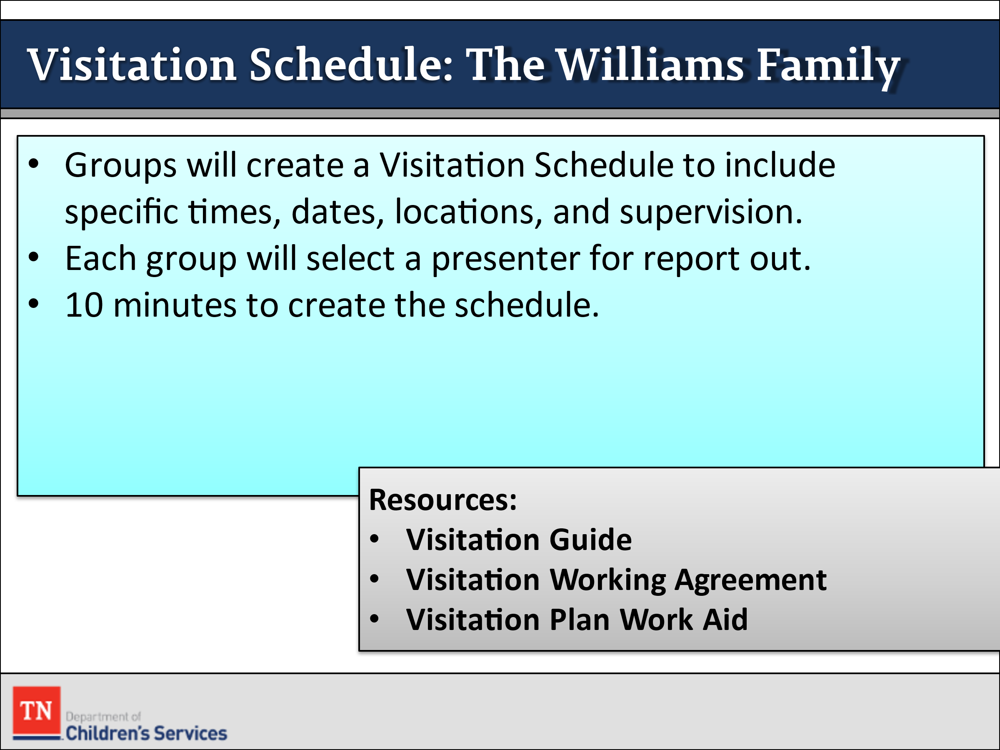 Visitation Schedule: The Williams Family
• Groups will create a Visitation Schedule to include
specific times, dates, locations, and supervision.
• Each group will select a presenter for report out.
• 10 minutes to create the schedule.
Resources:
• Visitation Guide
• Visitation Working Agreement
• Visitation Plan Work Aid
TN
Department of
Children's Services